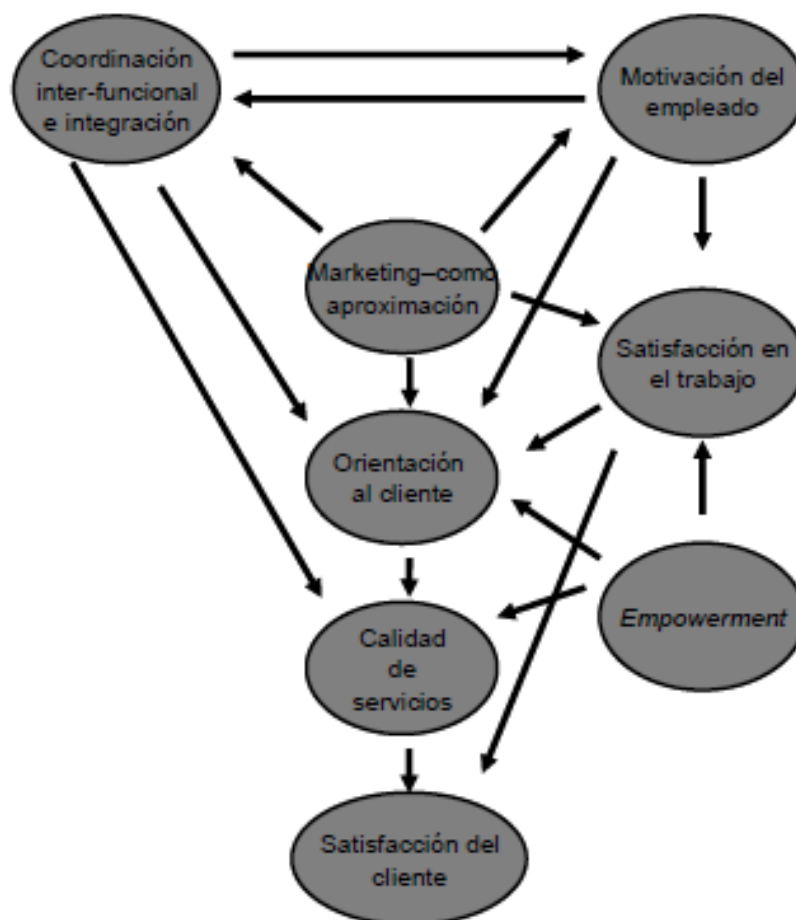 Coordinación
inter-funcional
e integración
Motivación del
empleado
Marketing–como
aproximación
Satisfacción en
el trabajo
Orientación
al cliente
Empowerment
Calidad
de
servicios
Satisfacción del
cliente